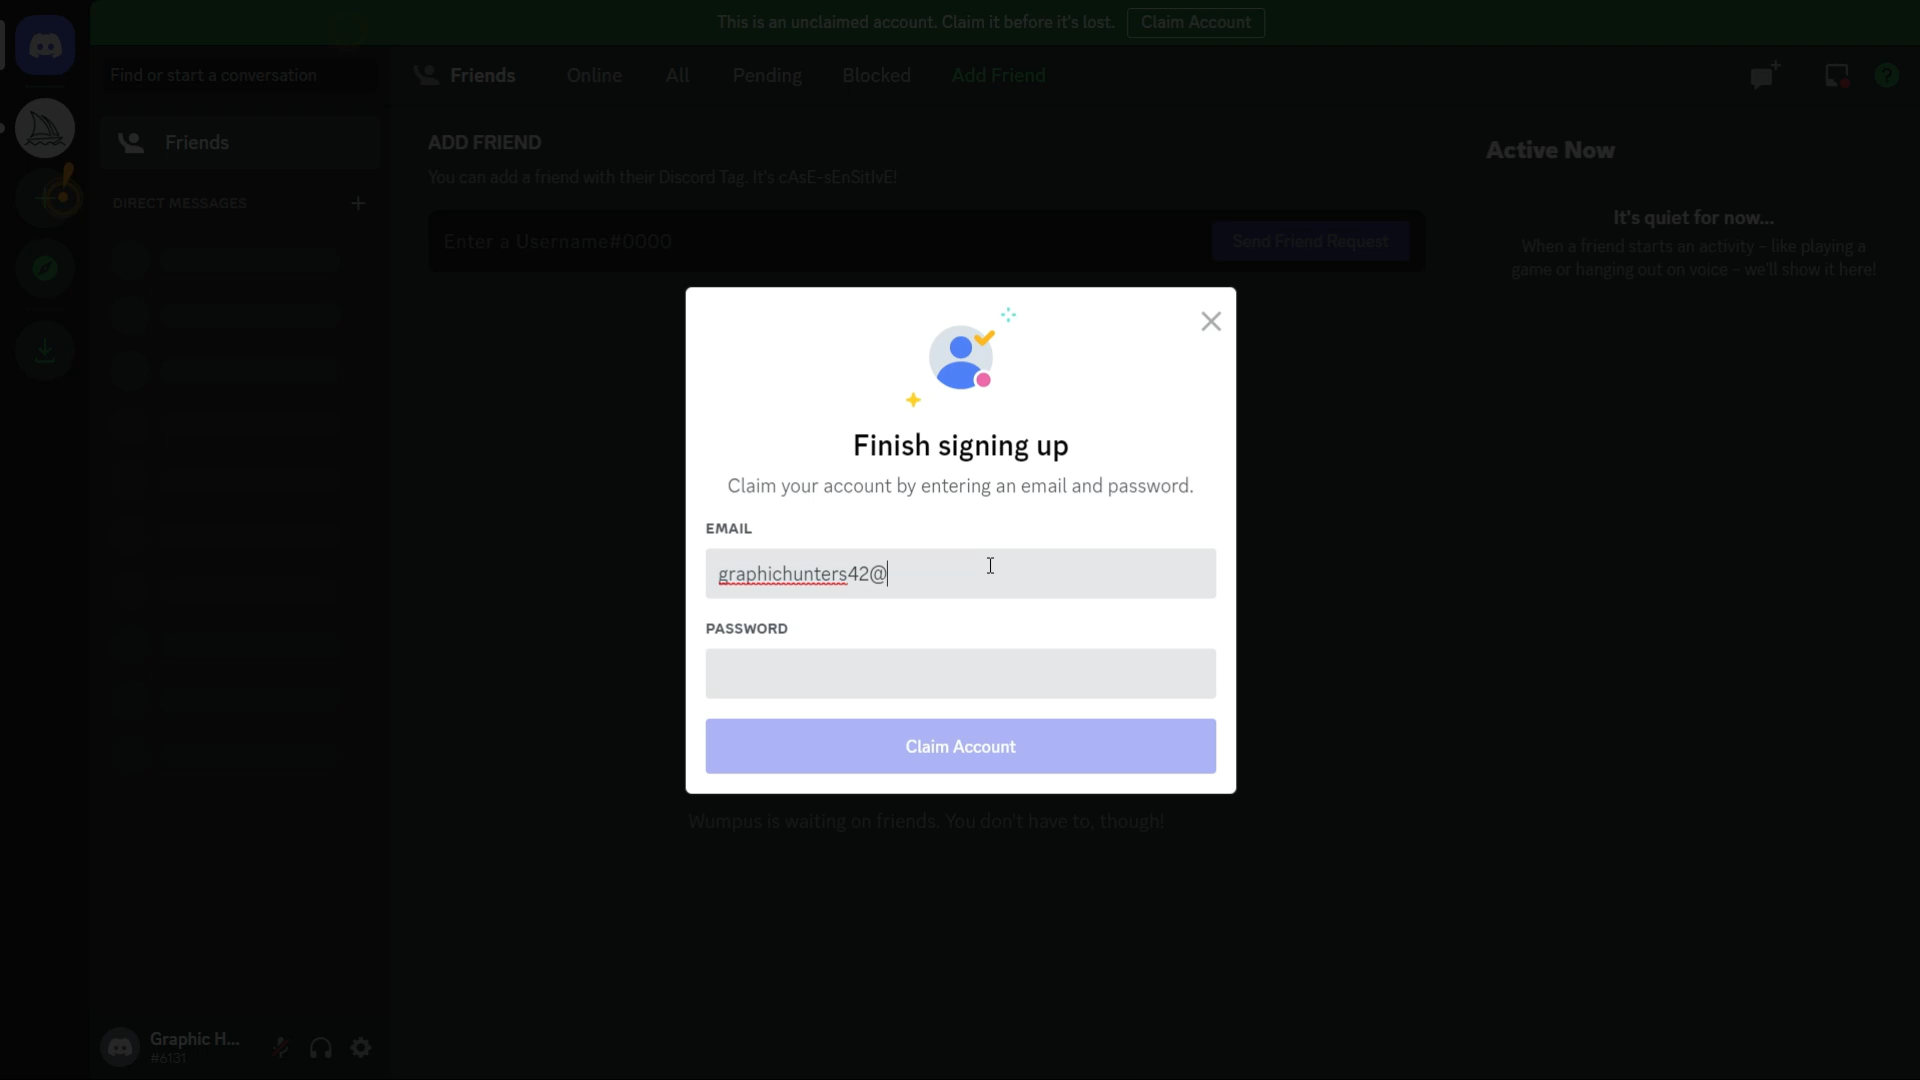 This is an unclaimed account. Claim it before it's lost.
Claim Account
Find or start a conversation
Friends
Online
All
Pending
Blocked
Add Friend
Friends
DIRECT MESSAGES
ADD FRIEND
You can add a friend with their Discord Tag. It's cAsE-sEnSitIvE!
Enter a Username#0000
Send Friend Request
Active Now
It's quiet for now...
When a friend starts an activity – like playing a
game or hanging out on voice – we'll show it here!
Finish signing up
Claim your account by entering an email and password.
EMAIL
graphichunters42@
PASSWORD
Claim Account
Wumpus is waiting on friends. You don't have to, though!
Graphic H...
#6131